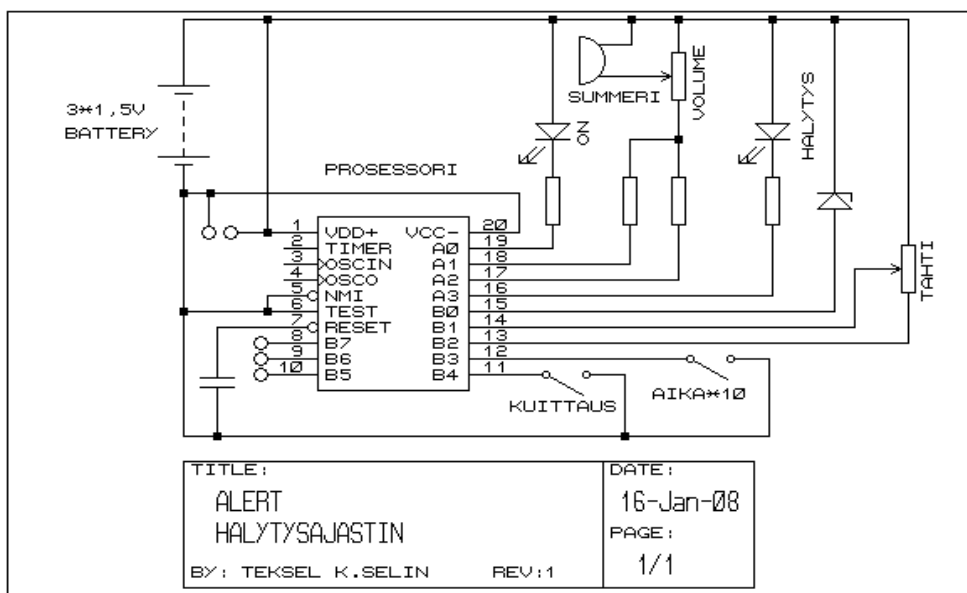 3*1,5V
BATTERY
PROSESSORI
SUMMERI
VOLUME
ON
HALYTYS
TAHTI
1 VDD+ VCC- 20
2 TIMER A0 19
3 OSCIN A1 18
4 OSCO A2 17
5 NMI A3 16
6 TEST B0 15
7 RESET B1 14
8 B7 B2 13
9 B6 B3 12
10 B5 B4 11
KUITTAUS
AIKA*10
TITLE:
ALERT
HALYTYSAJASTIN
BY: TEKSEL K.SELIN REV:1
DATE:
16-Jan-08
PAGE:
1/1